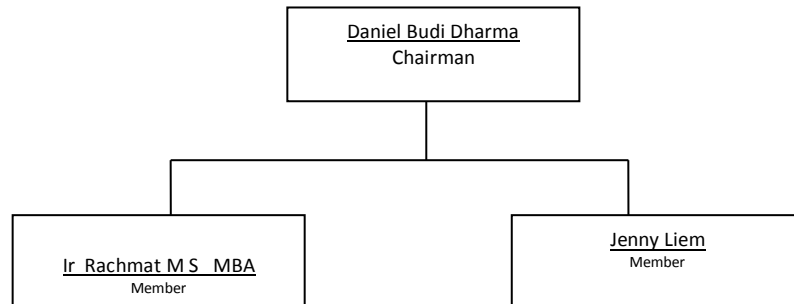 Daniel Budi Dharma
Chairman
Ir Rachmat M S MBA
Member
Jenny Liem
Member